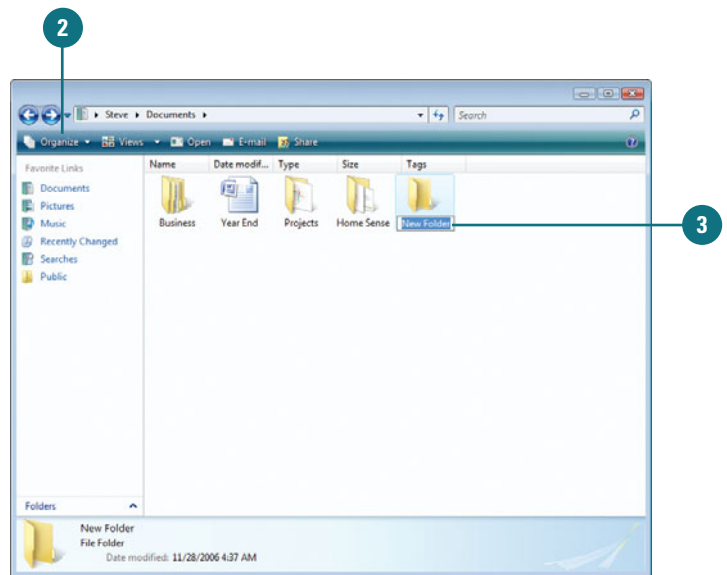 2
Steve Documents Search
Organize Views Open E-mail Share
Favorite Links
Documents
Pictures
Music
Recently Changed
Searches
Public
Name Date modif... Type Size Tags
Business Year End Projects Home Sense New Folder
3
Folders
New Folder
File Folder
Date modified: 11/28/2006 4:37 AM